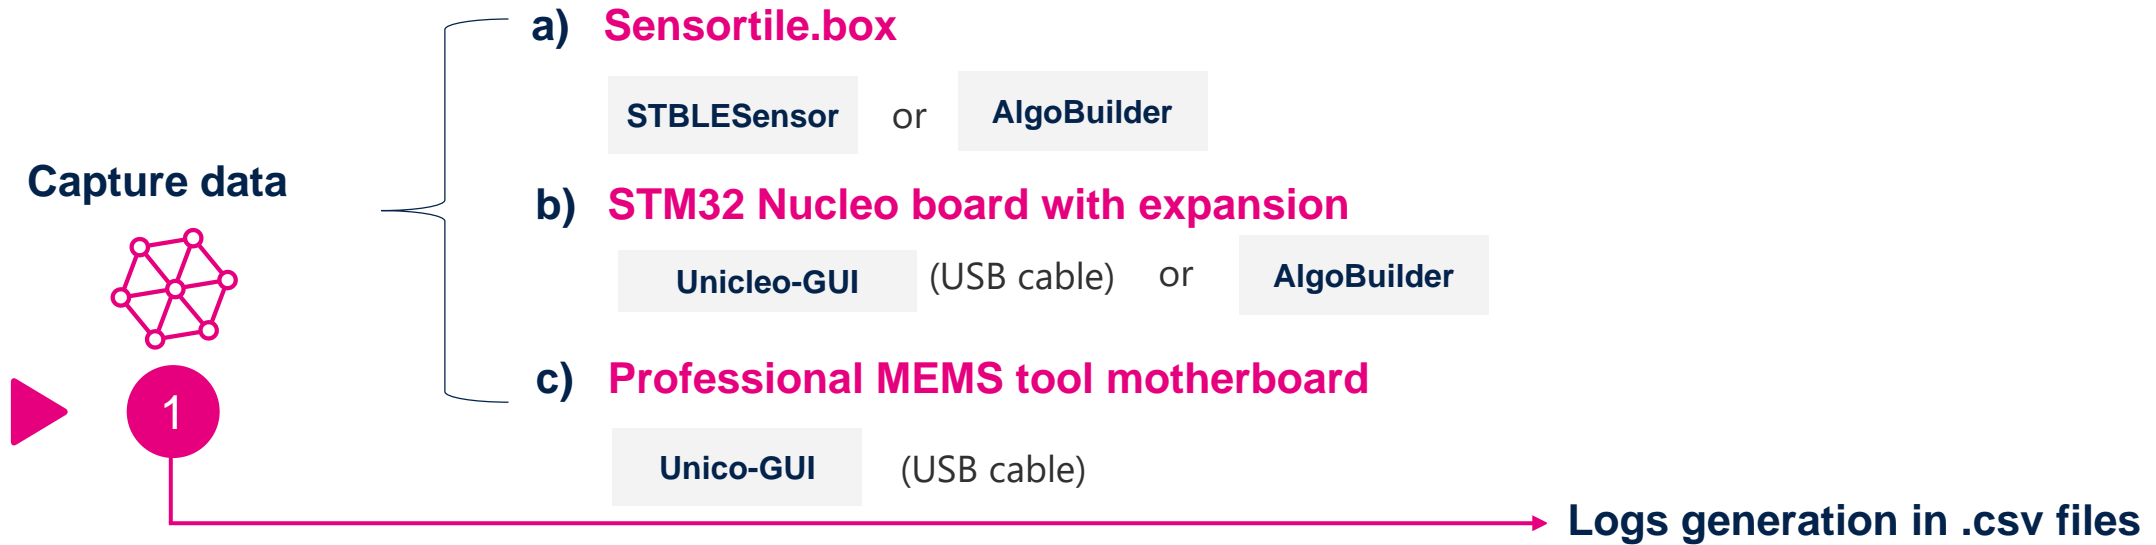 a) Sensortile.box
STBLESensor or AlgoBuilder
Capture data
b) STM32 Nucleo board with expansion
Unicleo-GUI (USB cable) or AlgoBuilder
c) Professional MEMS tool motherboard
1
Unico-GUI (USB cable)
Logs generation in .csv files